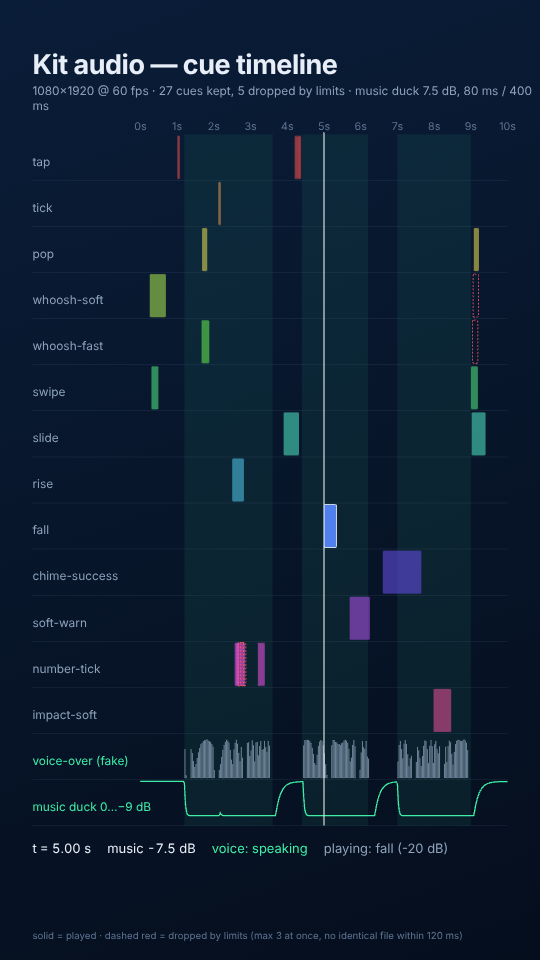 Kit audio — cue timeline
1080×1920 @ 60 fps · 27 cues kept, 5 dropped by limits · music duck 7.5 dB, 80 ms / 400
ms
0s 1s 2s 3s 4s 5s 6s 7s 8s 9s 10s
tap
tick
pop
whoosh-soft
whoosh-fast
swipe
slide
rise
fall
chime-success
soft-warn
number-tick
impact-soft
voice-over (fake)
music duck 0…−9 dB
t = 5.00 s music -7.5 dB voice: speaking playing: fall (-20 dB)
solid = played · dashed red = dropped by limits (max 3 at once, no identical file within 120 ms)